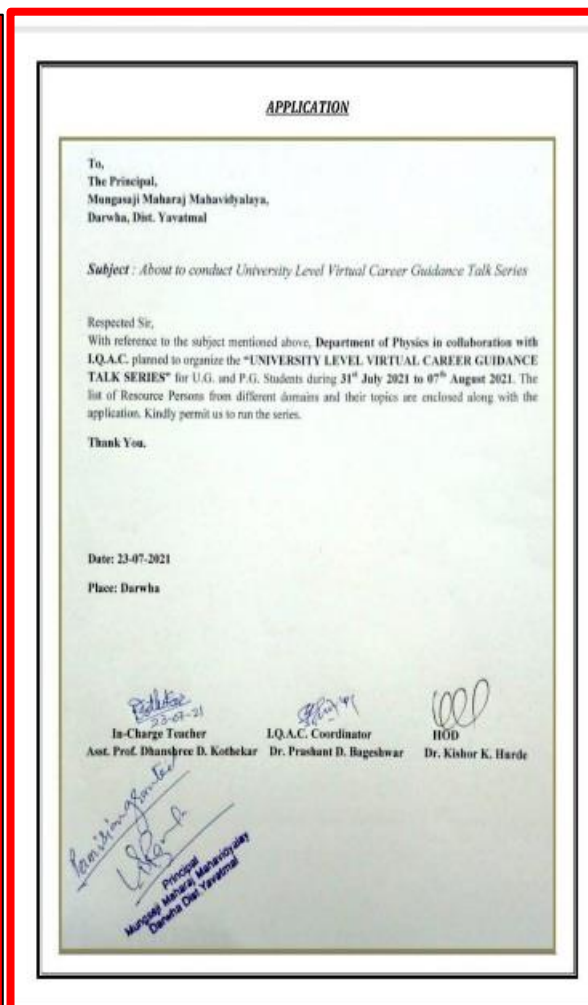 APPLICATION
To,
The Principal,
Mungasaji Maharaj Mahavidyalaya,
Darwha, Dist. Yavatmal
Subject : About to conduct University Level Virtual Career Guidance Talk Series
Respected Sir,
With reference to the subject mentioned above, Department of Physics in collaboration with
I.Q.A.C. planned to organize the “UNIVERSITY LEVEL VIRTUAL CAREER GUIDANCE
TALK SERIES” for U.G. and P.G. Students during 31st July 2021 to 07th August 2021. The
list of Resource Persons from different domains and their topics are enclosed along with the
application. Kindly permit us to run the series.
Thank You.
Date: 23-07-2021
Place: Darwha
23-07-21
In-Charge Teacher I.Q.A.C. Coordinator HOD
Asst. Prof. Dhanshree D. Kothekar Dr. Prashant D. Bageshwar Dr. Kishor K. Harde
Permission granted
Principal
Mungsaji Maharaj Mahavidyalay
Darwha Dist. Yavatmal